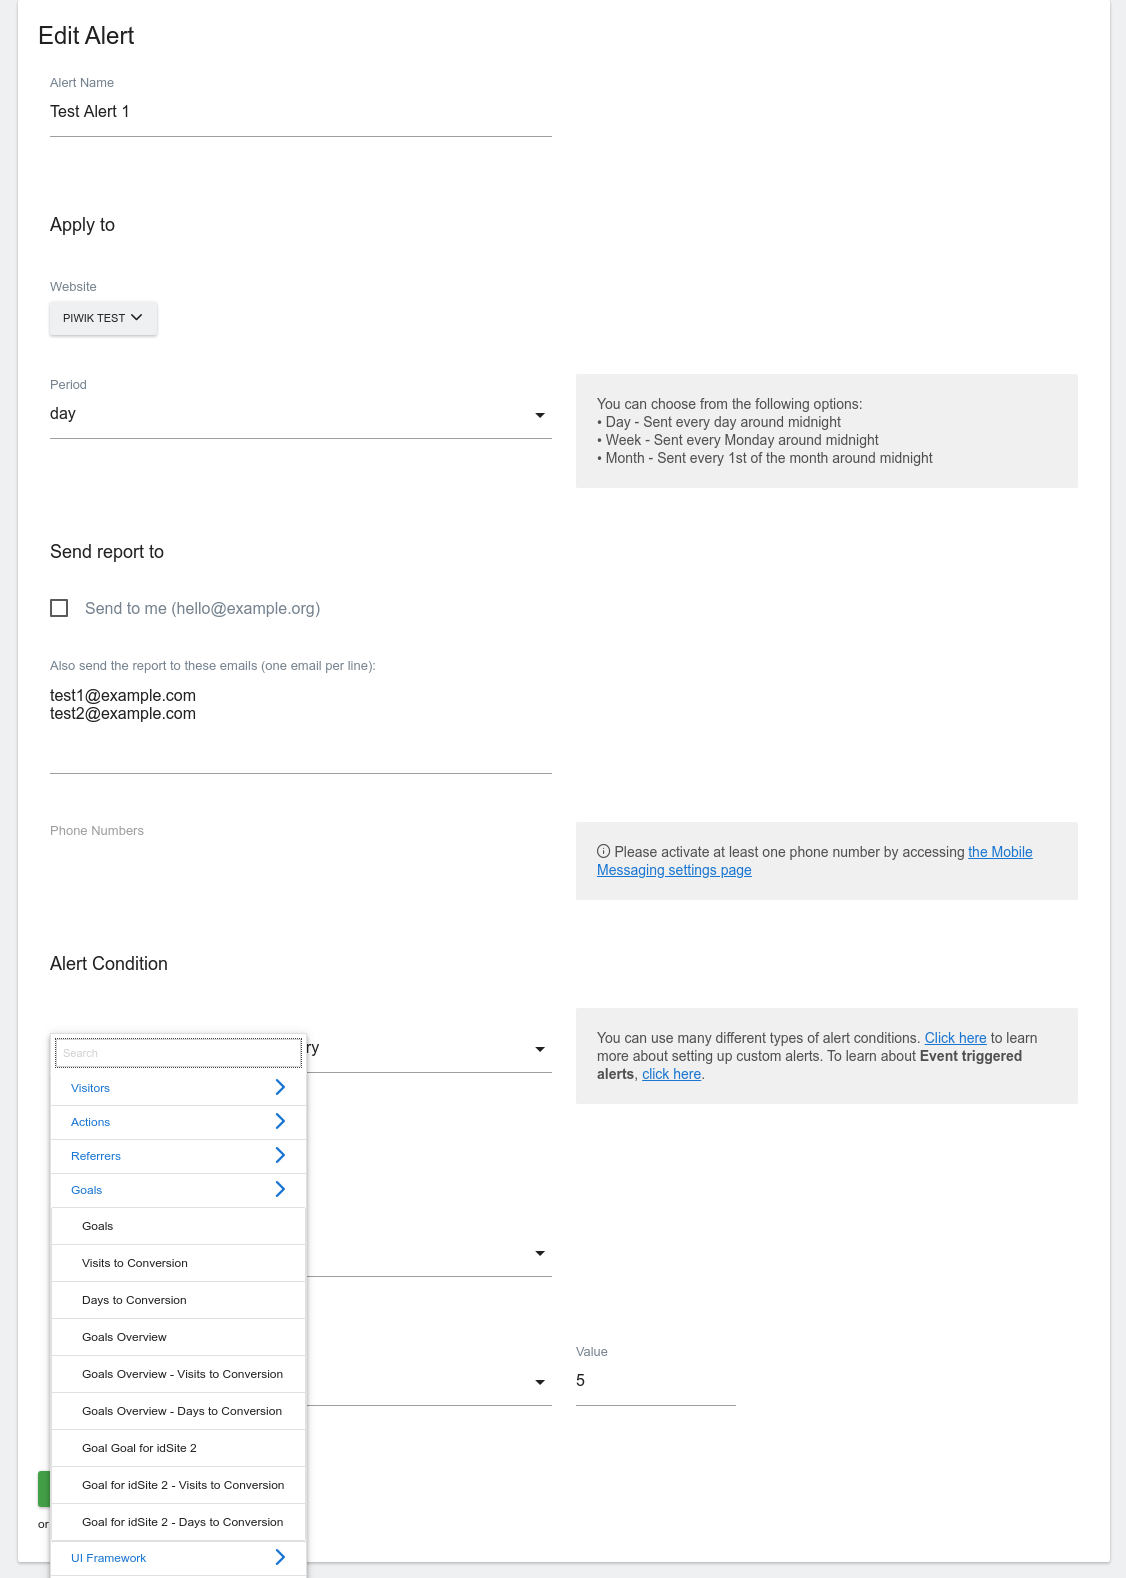 Edit Alert
Alert Name
Test Alert 1
Apply to
Website
PIWIK TEST
Period
day
You can choose from the following options:
• Day - Sent every day around midnight
• Week - Sent every Monday around midnight
• Month - Sent every 1st of the month around midnight
Send report to
Send to me (hello@example.org)
Also send the report to these emails (one email per line):
test1@example.com
test2@example.com
Phone Numbers
Please activate at least one phone number by accessing the Mobile
Messaging settings page
Alert Condition
You can use many different types of alert conditions. Click here to learn
more about setting up custom alerts. To learn about Event triggered
alerts, click here.
Search
ry
Visitors
Actions
Referrers
Goals
Goals
Visits to Conversion
Days to Conversion
Goals Overview
Goals Overview - Visits to Conversion
Goals Overview - Days to Conversion
Goal Goal for idSite 2
Goal for idSite 2 - Visits to Conversion
Goal for idSite 2 - Days to Conversion
UI Framework
Value
5
or